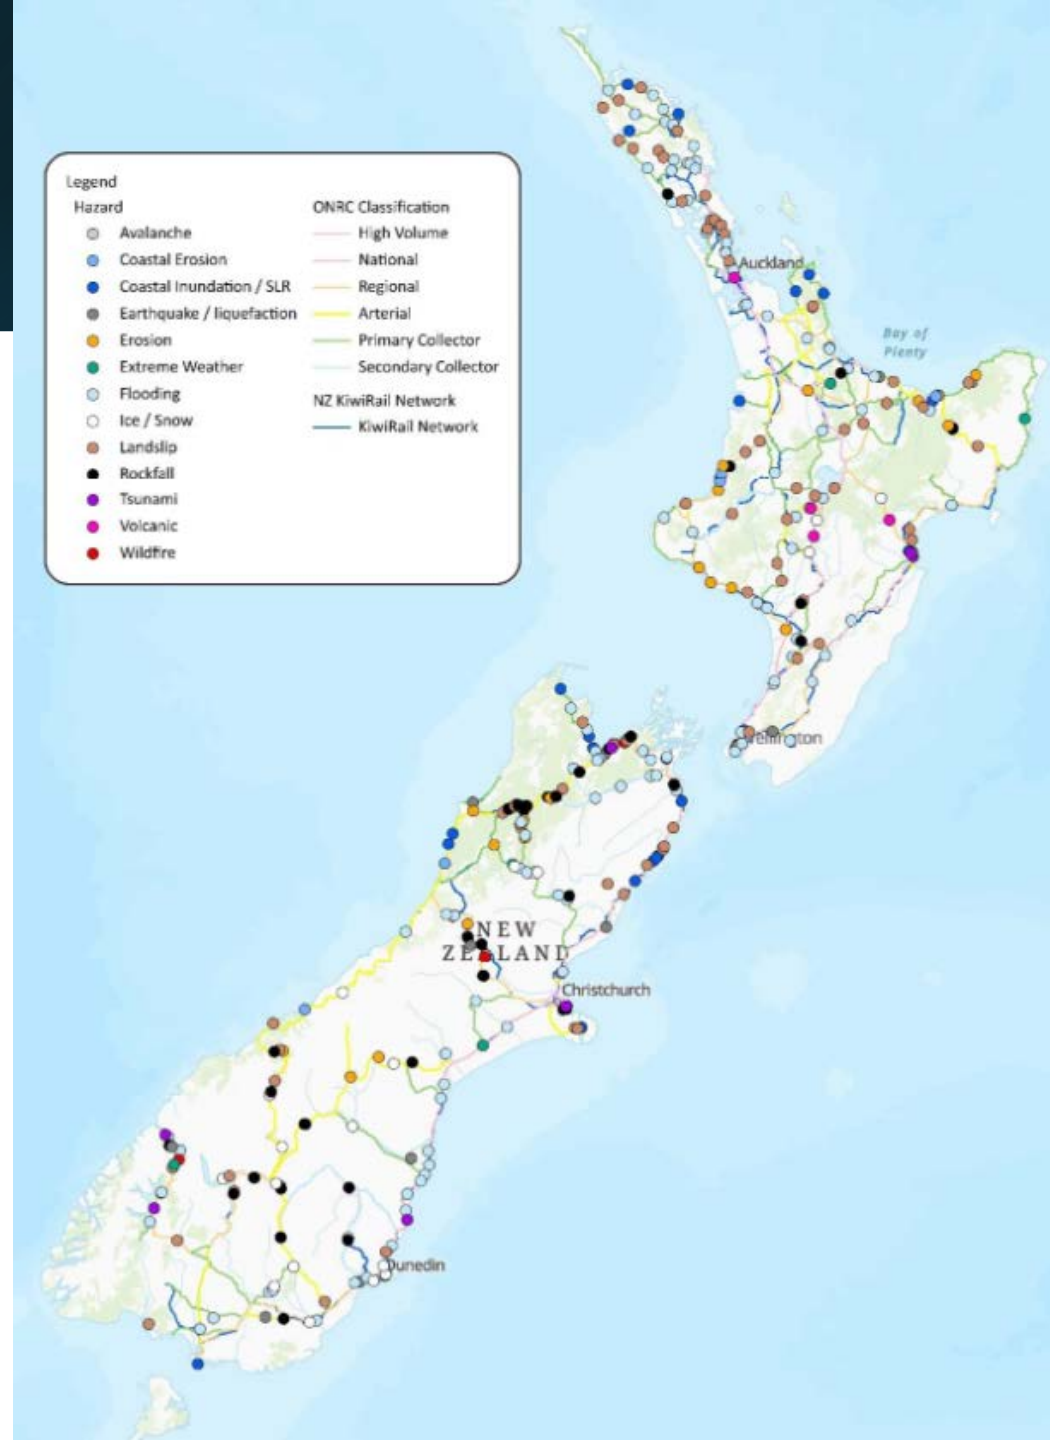 Legend
Hazard
Avalanche
Coastal Erosion
Coastal Inundation / SLR
Earthquake / liquefaction
Erosion
Extreme Weather
Flooding
Ice / Snow
Landslip
Rockfall
Tsunami
Volcanic
Wildfire
ONRC Classification
High Volume
National
Regional
Arterial
Primary Collector
Secondary Collector
NZ KiwiRail Network
KiwiRail Network
Auckland
Bay of
Plenty
Wellington
NEW
ZEALAND
Christchurch
Dunedin